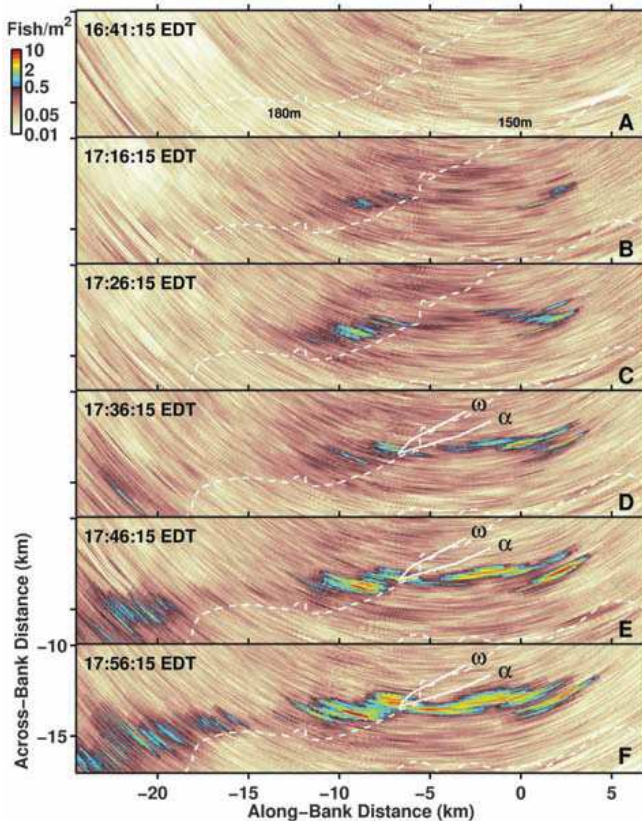 Fish/m²
10
2
0.5
0.05
0.01
16:41:15 EDT
180m
150m
A
17:16:15 EDT
B
17:26:15 EDT
C
17:36:15 EDT
ω
α
D
17:46:15 EDT
ω
α
E
17:56:15 EDT
ω
α
F
Across–Bank Distance (km)
2
−10
−15
−20
−15
−10
−5
0
5
Along–Bank Distance (km)